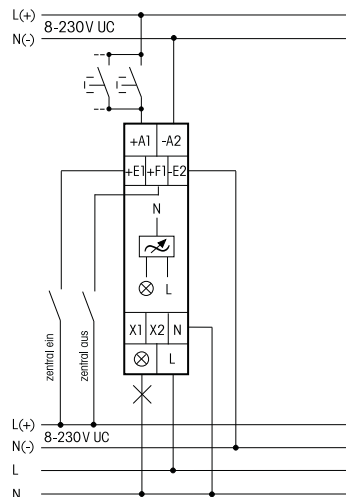 L(+)
8-230V UC
N(-)
+A1 -A2
+E1 +F1 -E2
N
L
zentral ein
zentral aus
X1 X2 N
L
L(+)
8-230V UC
N(-)
L
N